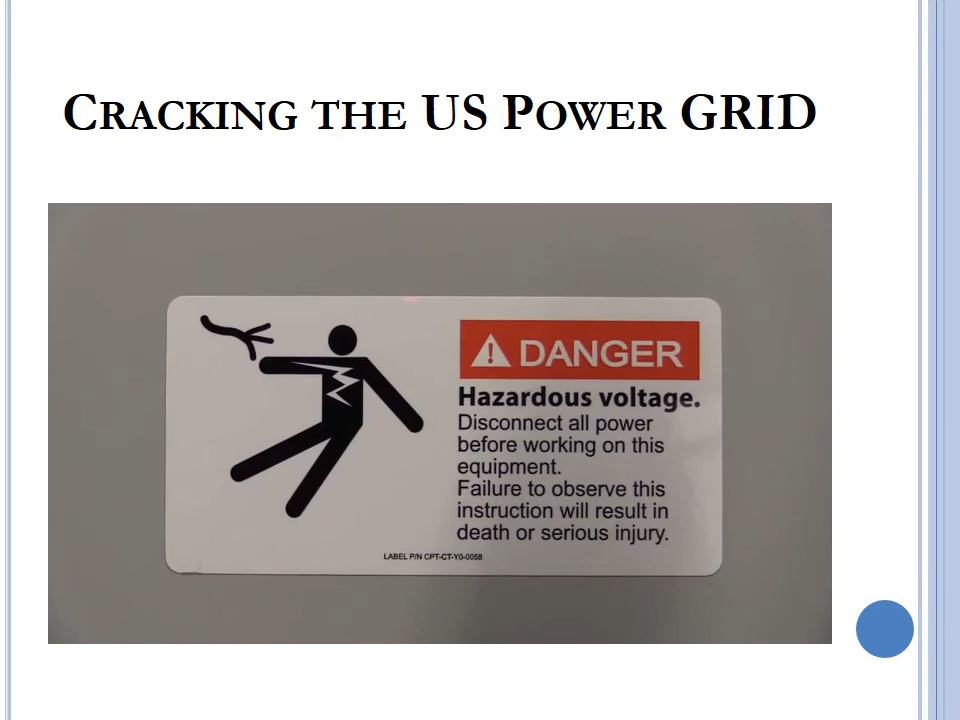 Cracking the US Power GRID
DANGER
Hazardous voltage.
Disconnect all power
before working on this
equipment.
Failure to observe this
instruction will result in
death or serious injury.
LABEL P/N CPT-CT-Y0-0058